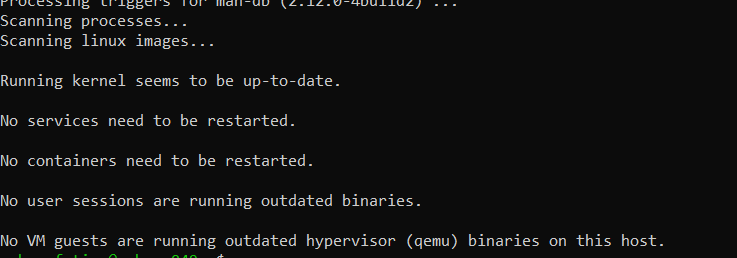 Processing triggers for man-db (2.12.0-4build2) ...
Scanning processes...
Scanning linux images...
Running kernel seems to be up-to-date.
No services need to be restarted.
No containers need to be restarted.
No user sessions are running outdated binaries.
No VM guests are running outdated hypervisor (qemu) binaries on this host.